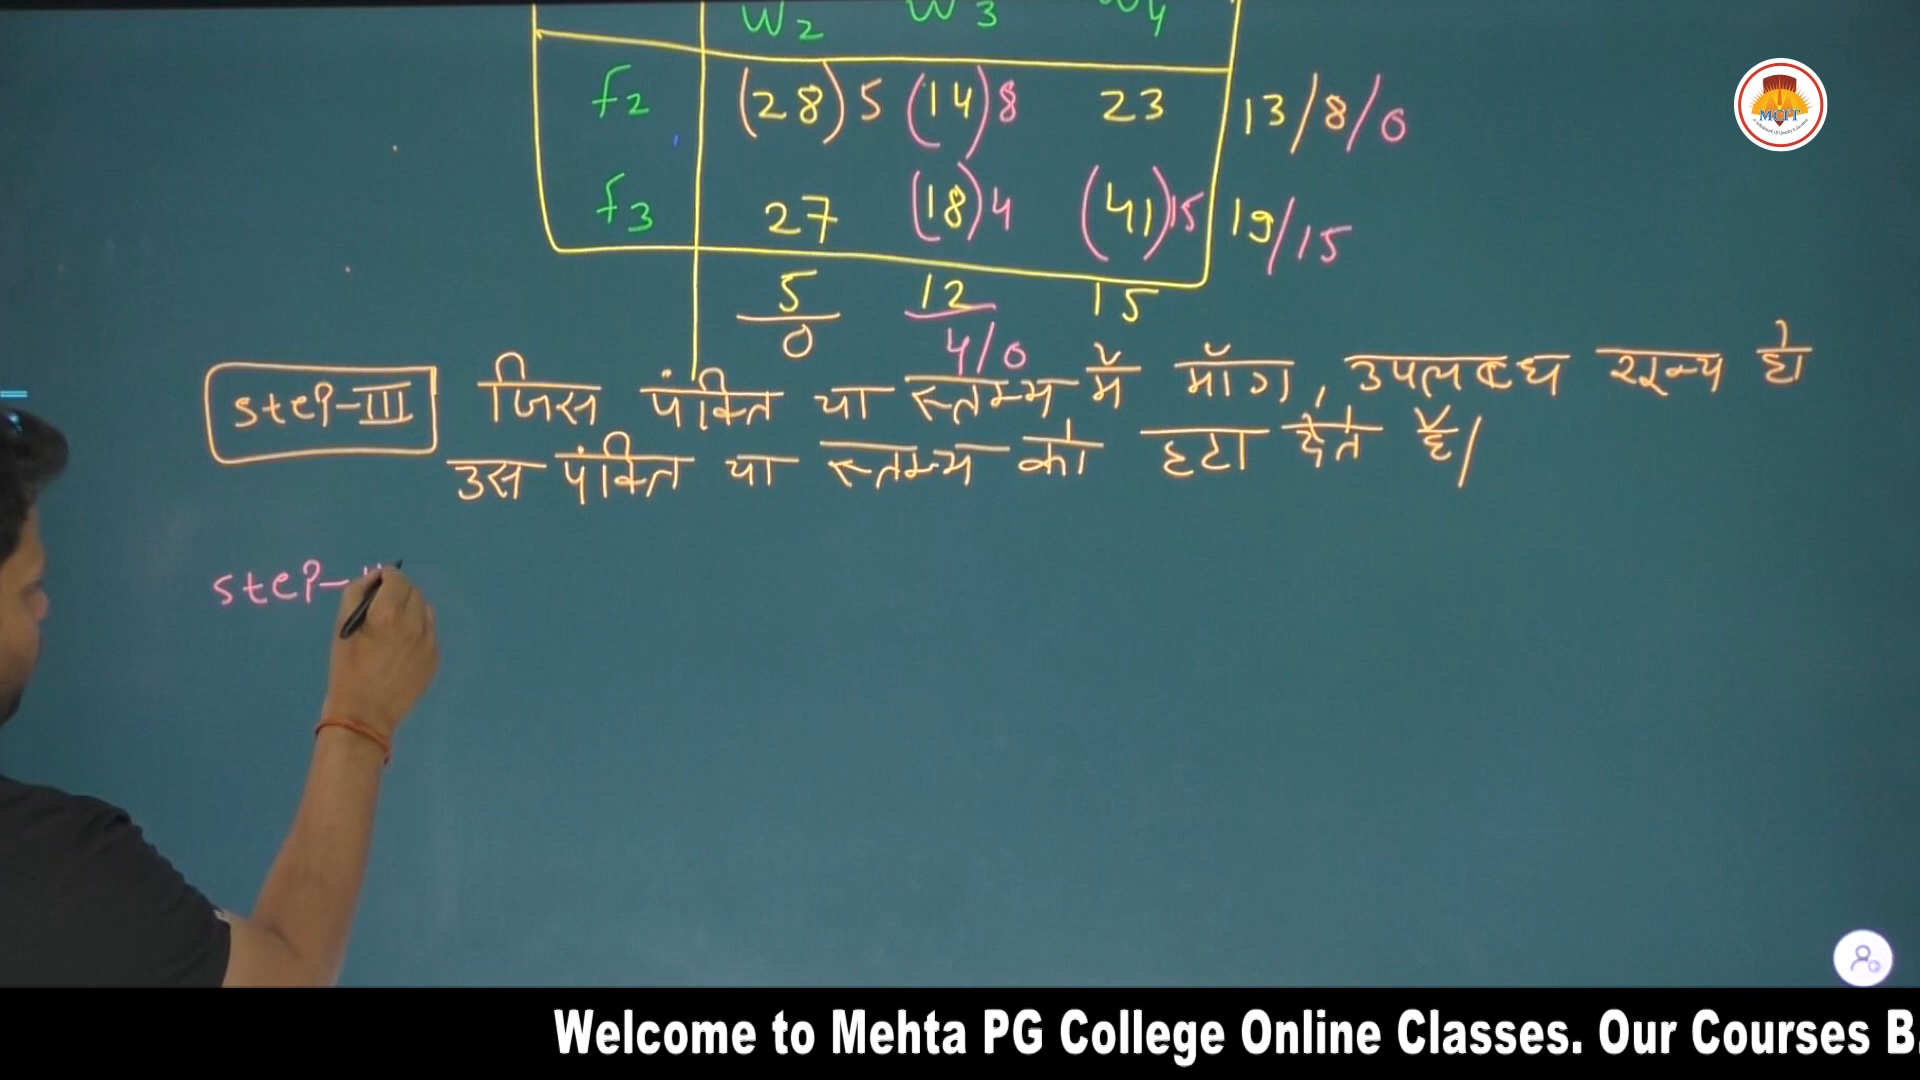 W2 W3 W4
f2 (28)5 (14)8 23 13/8/0
f3 27 (18)4 (41)15 19/15
5 12 15
0 4/0
Step-III जिस पंक्ति या स्तम्भ में माँग, उपलब्ध शून्य हो
उस पंक्ति या स्तम्भ को हटा देते है/
Step-
MCIT
Welcome to Mehta PG College Online Classes. Our Courses B.